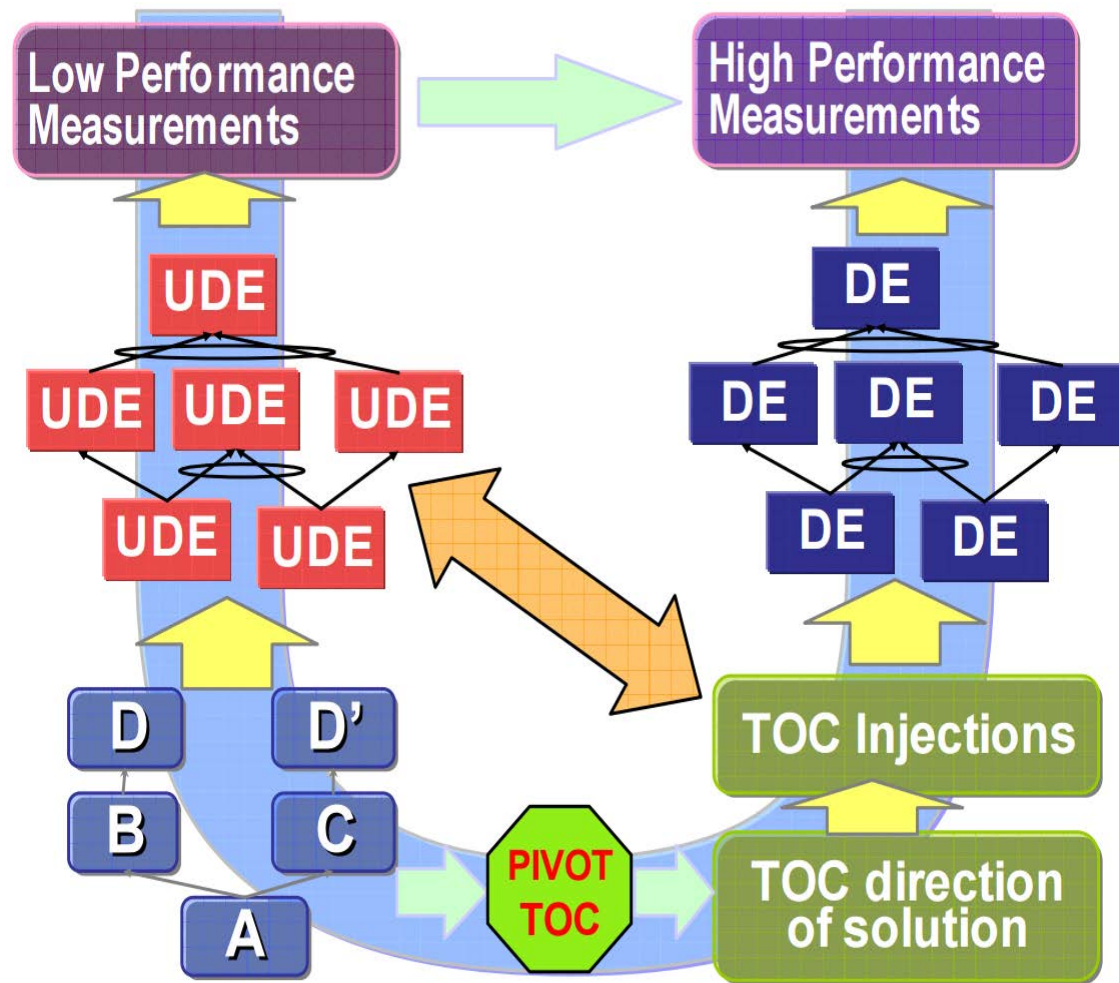 Low Performance
Measurements
High Performance
Measurements
UDE
DE
UDE
UDE
UDE
DE
DE
DE
UDE
UDE
DE
DE
D
D’
TOC Injections
B
C
PIVOT
TOC
TOC direction
of solution
A